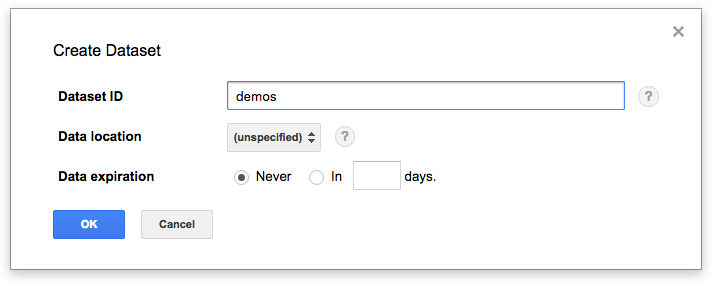 Create Dataset
Dataset ID demos ?
Data location (unspecified) ?
Data expiration Never In days.
OK Cancel